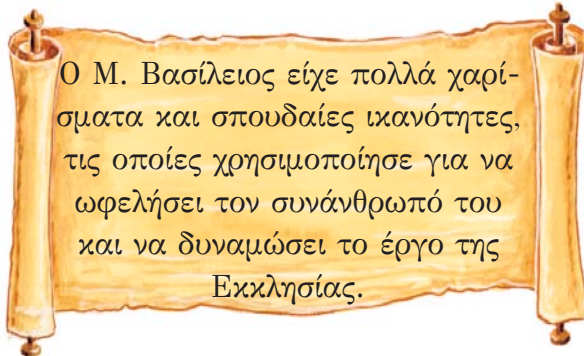 Ο Μ. Βασίλειος είχε πολλά χαρί-
σματα και σπουδαίες ικανότητες,
τις οποίες χρησιμοποίησε για να
ωφελήσει τον συνάνθρωπό του
και να δυναμώσει το έργο της
Εκκλησίας.